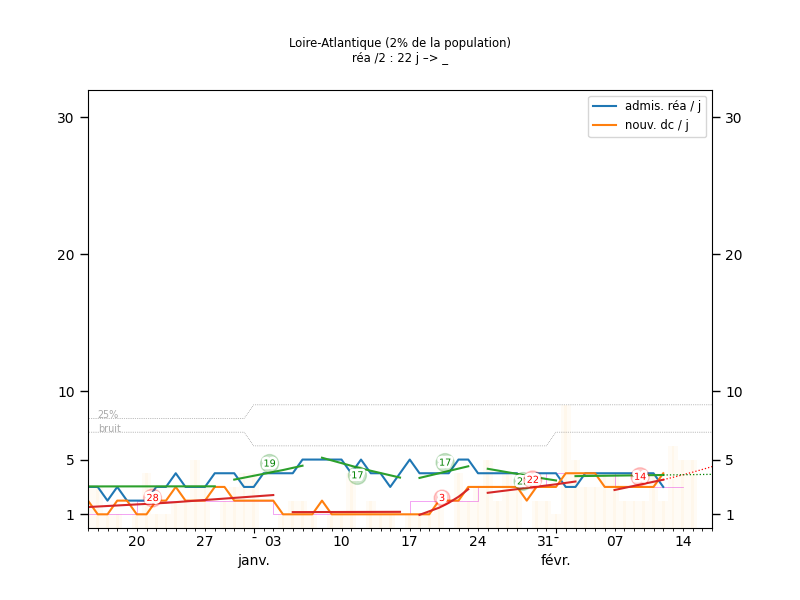 Loire-Atlantique (2% de la population)
réa /2 : 22 j –> _
admis. réa / j
nouv. dc / j
30 30
20 20
10 10
25%
bruit
5 5
19 17 17 22 14
28 3
1 1
20 27 - 03 10 17 24 31- 07 14
janv. févr.